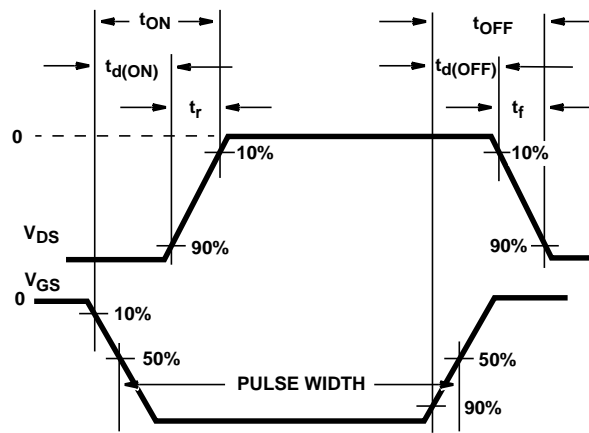 tON tOFF
td(ON) td(OFF)
tr tf
0
10% 10%
VDS 90% 90%
VGS
0
10%
50% 50%
PULSE WIDTH
90%